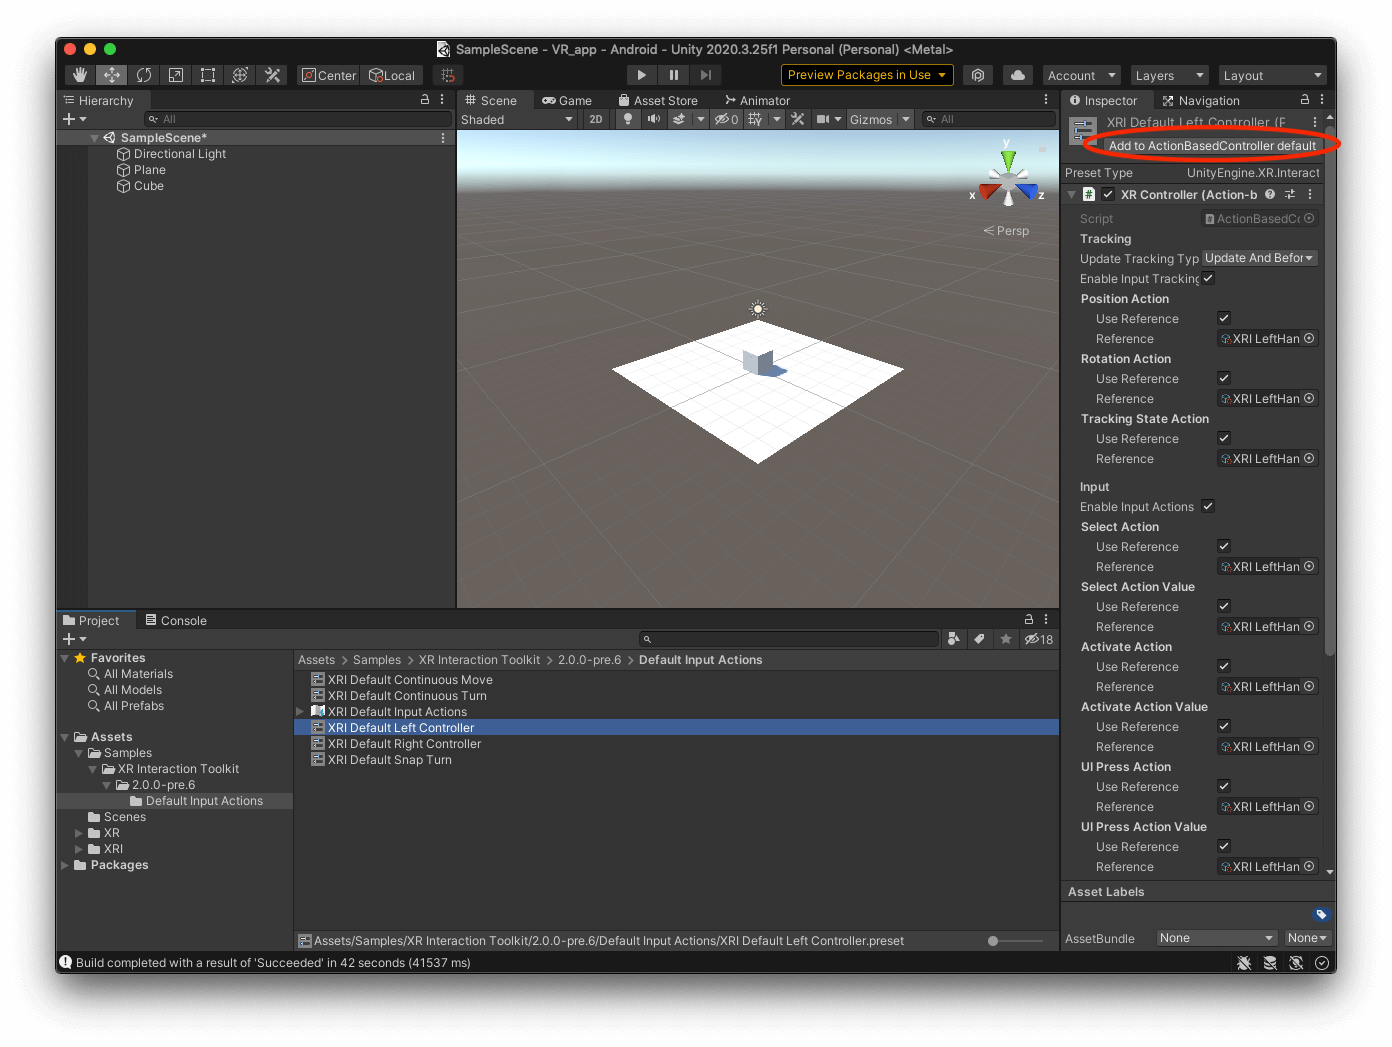 SampleScene - VR_app - Android - Unity 2020.3.25f1 Personal (Personal) <Metal>
Center Local Preview Packages in Use Account Layers Layout
Hierarchy
All
SampleScene*
Directional Light
Plane
Cube
Scene Game Asset Store Animator
Shaded 2D 0 Gizmos All
y
x z
Persp
Inspector Navigation
XRI Default Left Controller (P
Add to ActionBasedController default
Preset Type UnityEngine.XR.Interact
XR Controller (Action-b
Script ActionBasedCo
Tracking
Update Tracking Typ Update And Befor
Enable Input Tracking
Position Action
Use Reference
Reference XRI LeftHan
Rotation Action
Use Reference
Reference XRI LeftHan
Tracking State Action
Use Reference
Reference XRI LeftHan
Input
Enable Input Actions
Select Action
Use Reference
Reference XRI LeftHan
Select Action Value
Use Reference
Reference XRI LeftHan
Activate Action
Use Reference
Reference XRI LeftHan
Activate Action Value
Use Reference
Reference XRI LeftHan
UI Press Action
Use Reference
Reference XRI LeftHan
UI Press Action Value
Use Reference
Reference XRI LeftHan
Asset Labels
AssetBundle None None
Project Console
18
Favorites
All Materials
All Models
All Prefabs
Assets
Samples
XR Interaction Toolkit
2.0.0-pre.6
Default Input Actions
Scenes
XR
XRI
Packages
Assets > Samples > XR Interaction Toolkit > 2.0.0-pre.6 > Default Input Actions
XRI Default Continuous Move
XRI Default Continuous Turn
XRI Default Input Actions
XRI Default Left Controller
XRI Default Right Controller
XRI Default Snap Turn
Assets/Samples/XR Interaction Toolkit/2.0.0-pre.6/Default Input Actions/XRI Default Left Controller.preset
Build completed with a result of 'Succeeded' in 42 seconds (41537 ms)